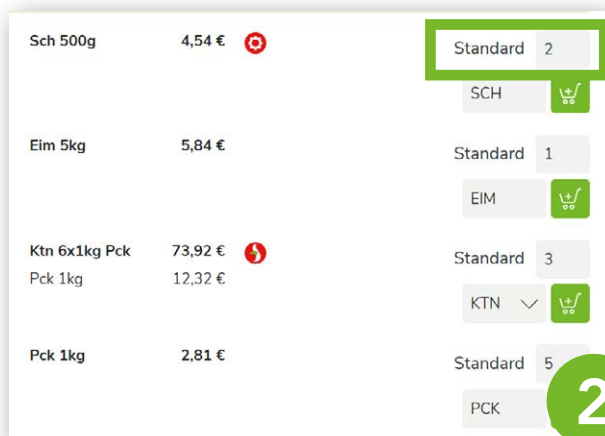 Sch 500g 4,54 € Standard 2
SCH
Eim 5kg 5,84 € Standard 1
EIM
Ktn 6x1kg Pck 73,92 € Standard 3
Pck 1kg 12,32 €
KTN
Pck 1kg 2,81 € Standard 5
PCK
2